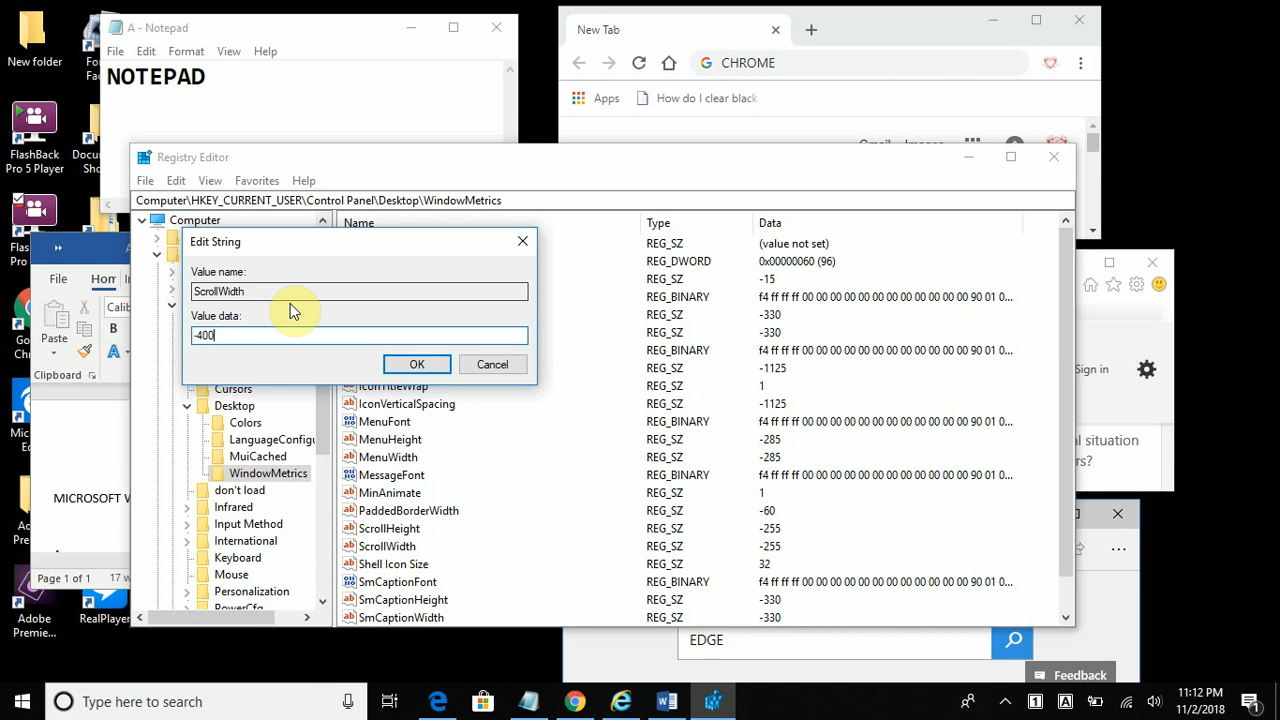 New folder
A - Notepad
File Edit Format View Help
NOTEPAD
New Tab
CHROME
Apps How do I clear black
FlashBack
Pro 5 Player
Registry Editor
File Edit View Favorites Help
Computer\HKEY_CURRENT_USER\Control Panel\Desktop\WindowMetrics
Computer
Name Type Data
Edit String
Value name:
ScrollWidth
Value data:
-400
OK Cancel
REG_SZ (value not set)
REG_DWORD 0x00000060 (96)
REG_SZ -15
REG_BINARY f4 ff ff ff 00 00 00 00 00 00 00 00 00 00 00 00 90 01 0...
REG_SZ -330
REG_SZ -330
REG_BINARY f4 ff ff ff 00 00 00 00 00 00 00 00 00 00 00 00 90 01 0...
REG_SZ -1125
IconTitleWrap REG_SZ 1
IconVerticalSpacing REG_SZ -1125
MenuFont REG_BINARY f4 ff ff ff 00 00 00 00 00 00 00 00 00 00 00 00 90 01 0...
MenuHeight REG_SZ -285
MenuWidth REG_SZ -285
MessageFont REG_BINARY f4 ff ff ff 00 00 00 00 00 00 00 00 00 00 00 00 90 01 0...
MinAnimate REG_SZ 1
PaddedBorderWidth REG_SZ -60
ScrollHeight REG_SZ -255
ScrollWidth REG_SZ -255
Shell Icon Size REG_SZ 32
SmCaptionFont REG_BINARY f4 ff ff ff 00 00 00 00 00 00 00 00 00 00 00 00 90 01 0...
SmCaptionHeight REG_SZ -330
SmCaptionWidth REG_SZ -330
Cursors
Desktop
Colors
LanguageConfigu
MuiCached
WindowMetrics
don't load
Infrared
Input Method
International
Keyboard
Mouse
Personalization
PowerCfg
File Hom
Calib
Paste
Clipboard
MICROSOFT W
Page 1 of 1 17 w
Sign in
al situation
rs?
EDGE
Feedback
Adobe
Premie...
RealPlayer
Type here to search
11:12 PM
11/2/2018